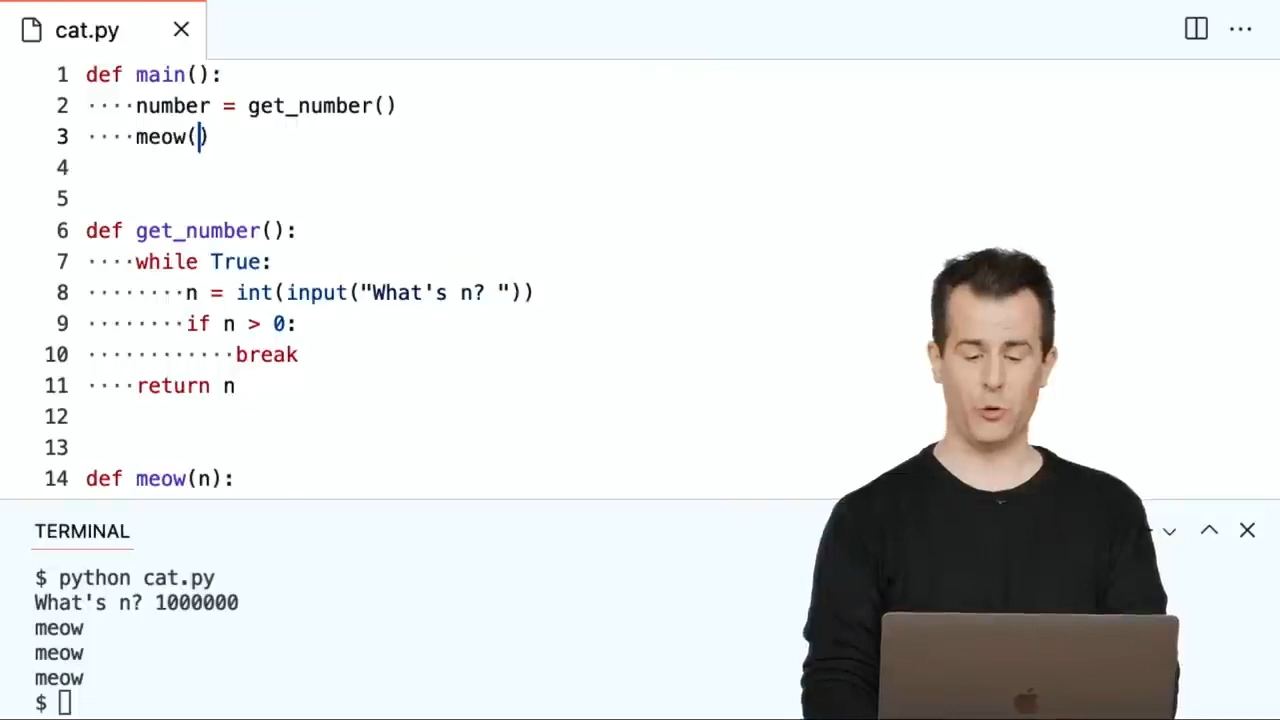 cat.py
1 def main():
2 ····number = get_number()
3 ····meow()
4
5
6 def get_number():
7 ····while True:
8 ········n = int(input("What's n? "))
9 ········if n > 0:
10 ············break
11 ····return n
12
13
14 def meow(n):
TERMINAL
$ python cat.py
What's n? 1000000
meow
meow
meow
$